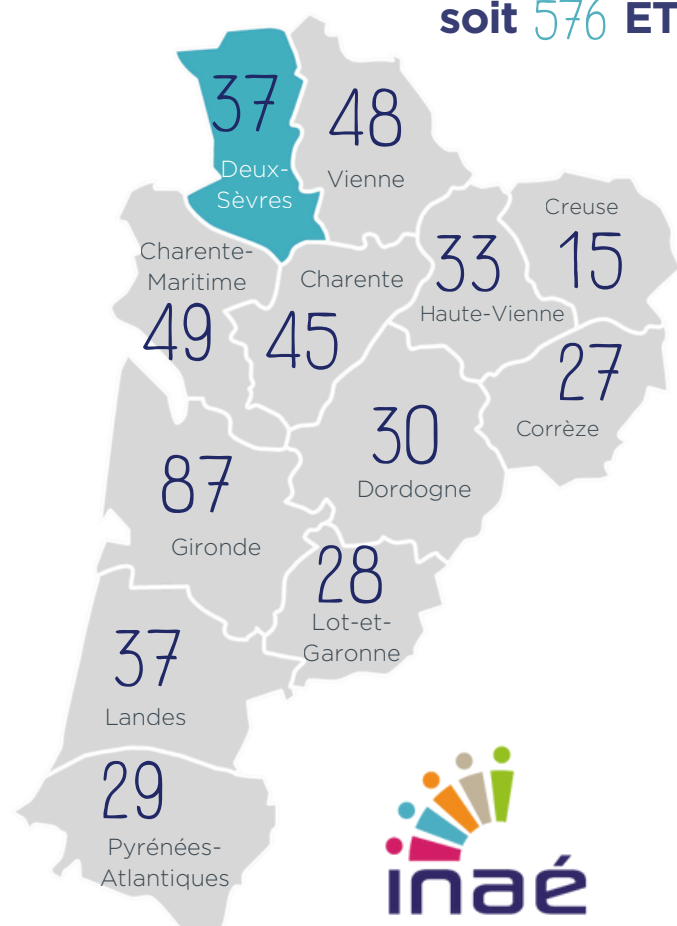 soit 576 ET
37
Deux-
Sèvres
48
Vienne
Creuse
15
33
Haute-Vienne
Charente-
Maritime
49
Charente
45
27
Corrèze
30
Dordogne
87
Gironde
28
Lot-et-
Garonne
37
Landes
29
Pyrénées-
Atlantiques
inaé